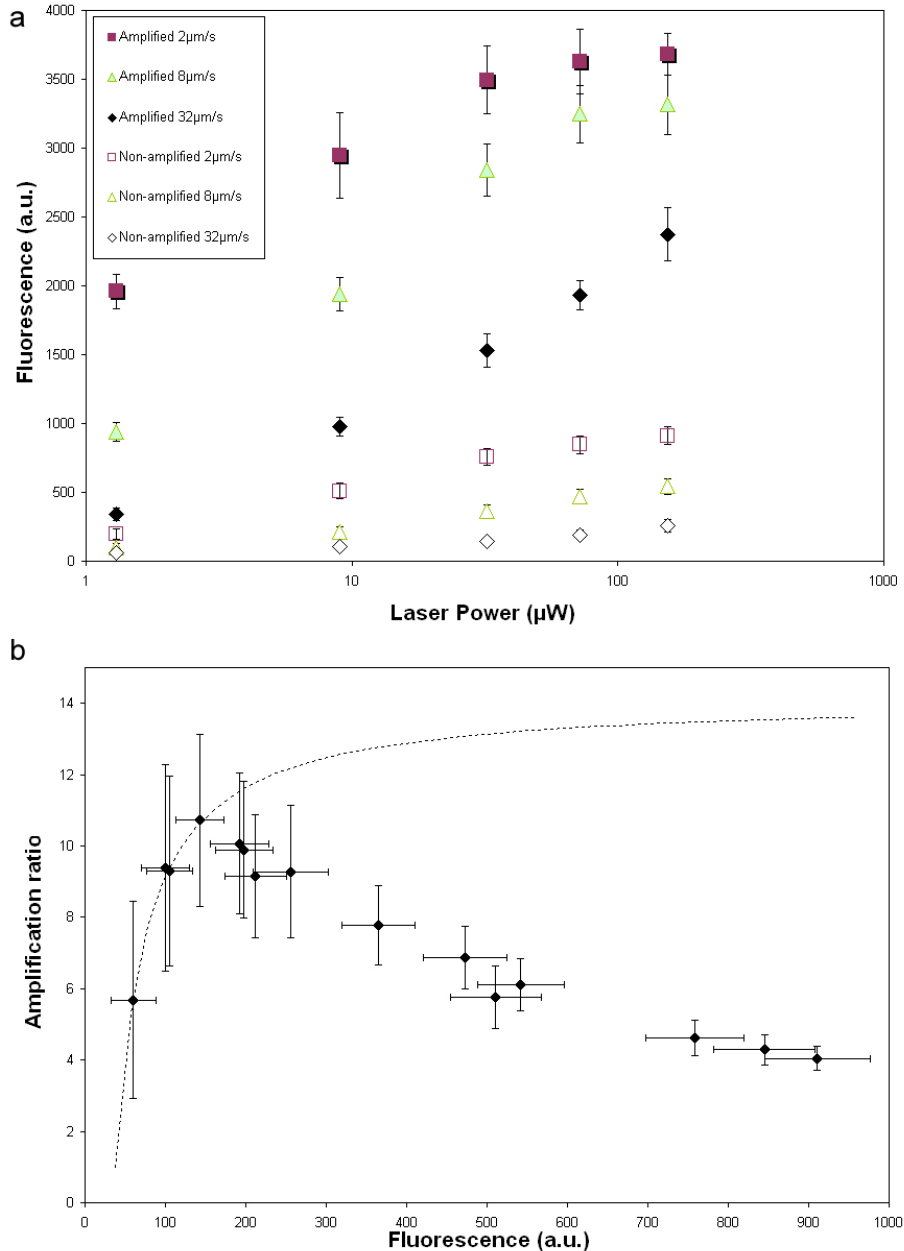 a
4000
3500
3000
2500
2000
1500
1000
500
0
Fluorescence (a.u.)
Amplified 2µm/s
Amplified 8µm/s
Amplified 32µm/s
Non-amplified 2µm/s
Non-amplified 8µm/s
Non-amplified 32µm/s
1 10 100 1000
Laser Power (µW)
b
14
12
10
8
6
4
2
0
Amplification ratio
0 100 200 300 400 500 600 700 800 900 1000
Fluorescence (a.u.)